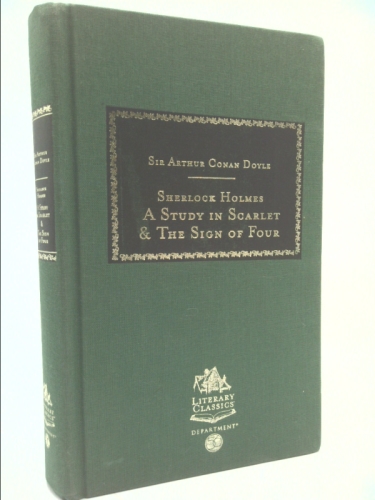 Sir Arthur Conan Doyle
Sherlock Holmes
A Study in Scarlet
& The Sign of Four
Literary
Classics
Department